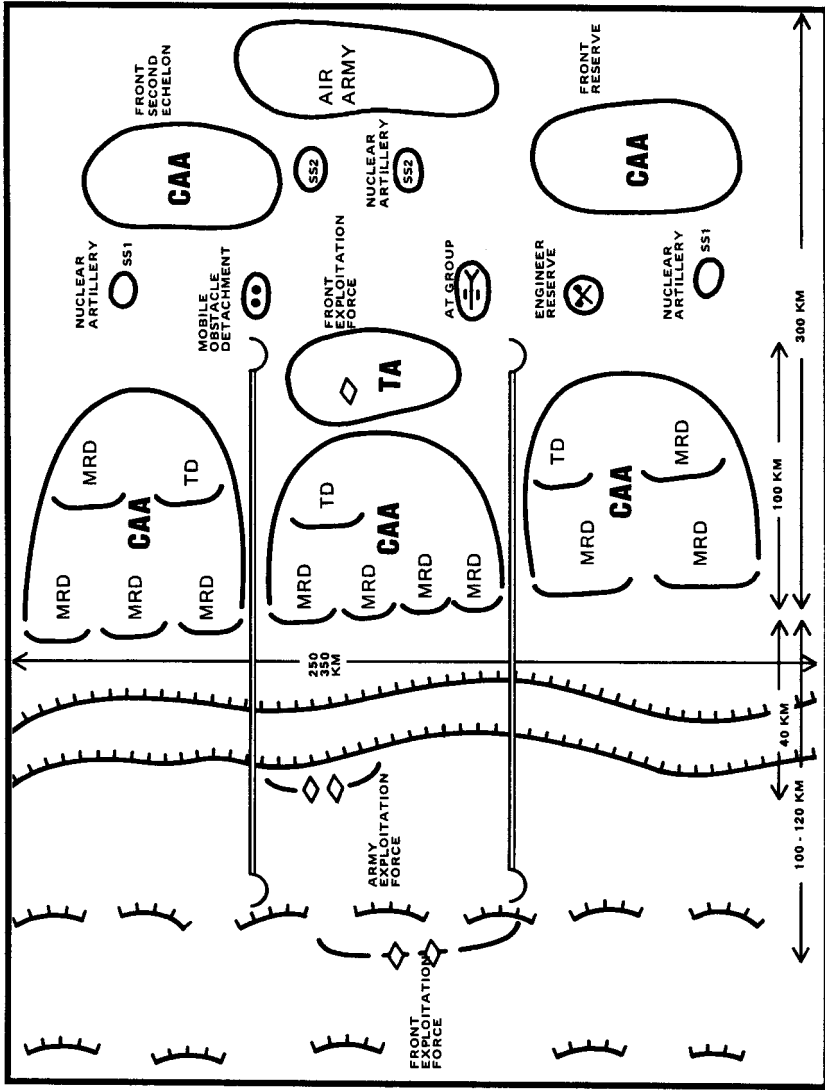 FRONT
EXPLOITATION
FORCE
ARMY
EXPLOITATION
FORCE
100 - 120 KM
40 KM
250
350
KM
MRD
MRD
MRD
MRD
MRD
MRD
MRD
MRD
MRD
CAA
CAA
CAA
MRD
TD
TD
TD
MRD
100 KM
TA
FRONT
EXPLOITATION
FORCE
300 KM
NUCLEAR
ARTILLERY
SS1
ENGINEER
RESERVE
AT GROUP
MOBILE
OBSTACLE
DETACHMENT
NUCLEAR
ARTILLERY
SS1
CAA
FRONT
RESERVE
NUCLEAR
ARTILLERY
SS2
SS2
CAA
FRONT
SECOND
ECHELON
AIR
ARMY